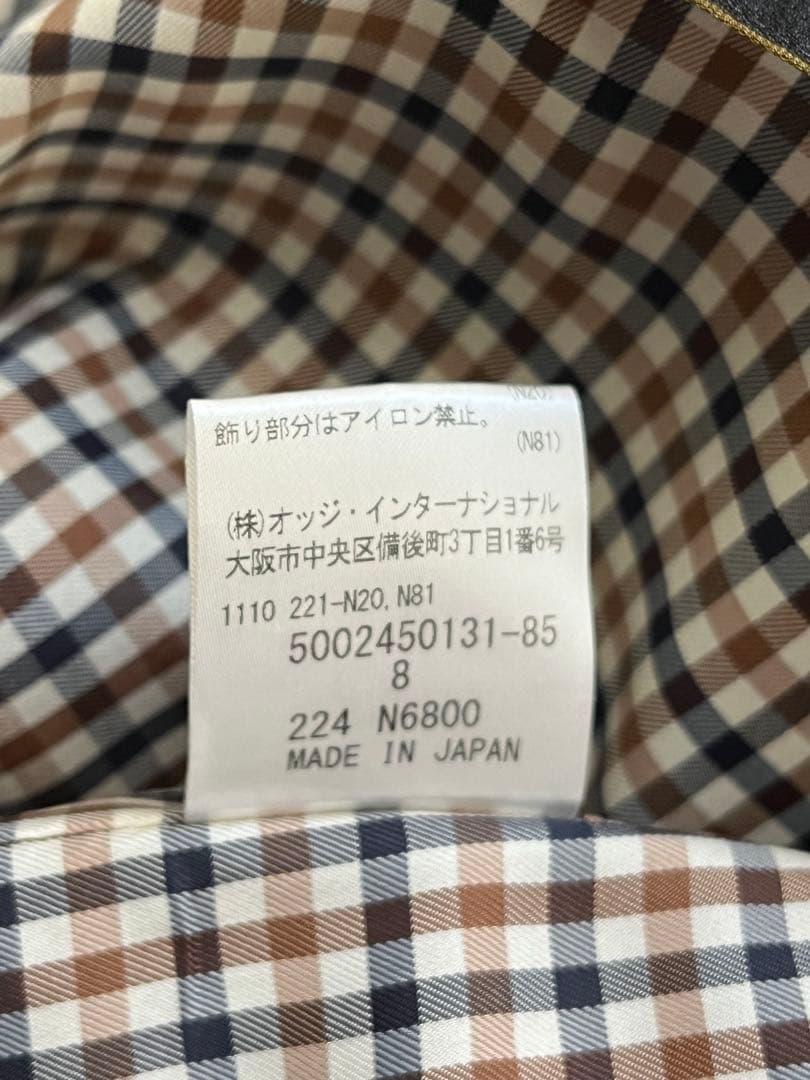 (N20)
飾り部分はアイロン禁止。
(N81)
(株)オッジ・インターナショナル
大阪市中央区備後町3丁目1番6号
1110 221-N20,N81
5002450131-85
8
224 N6800
MADE IN JAPAN